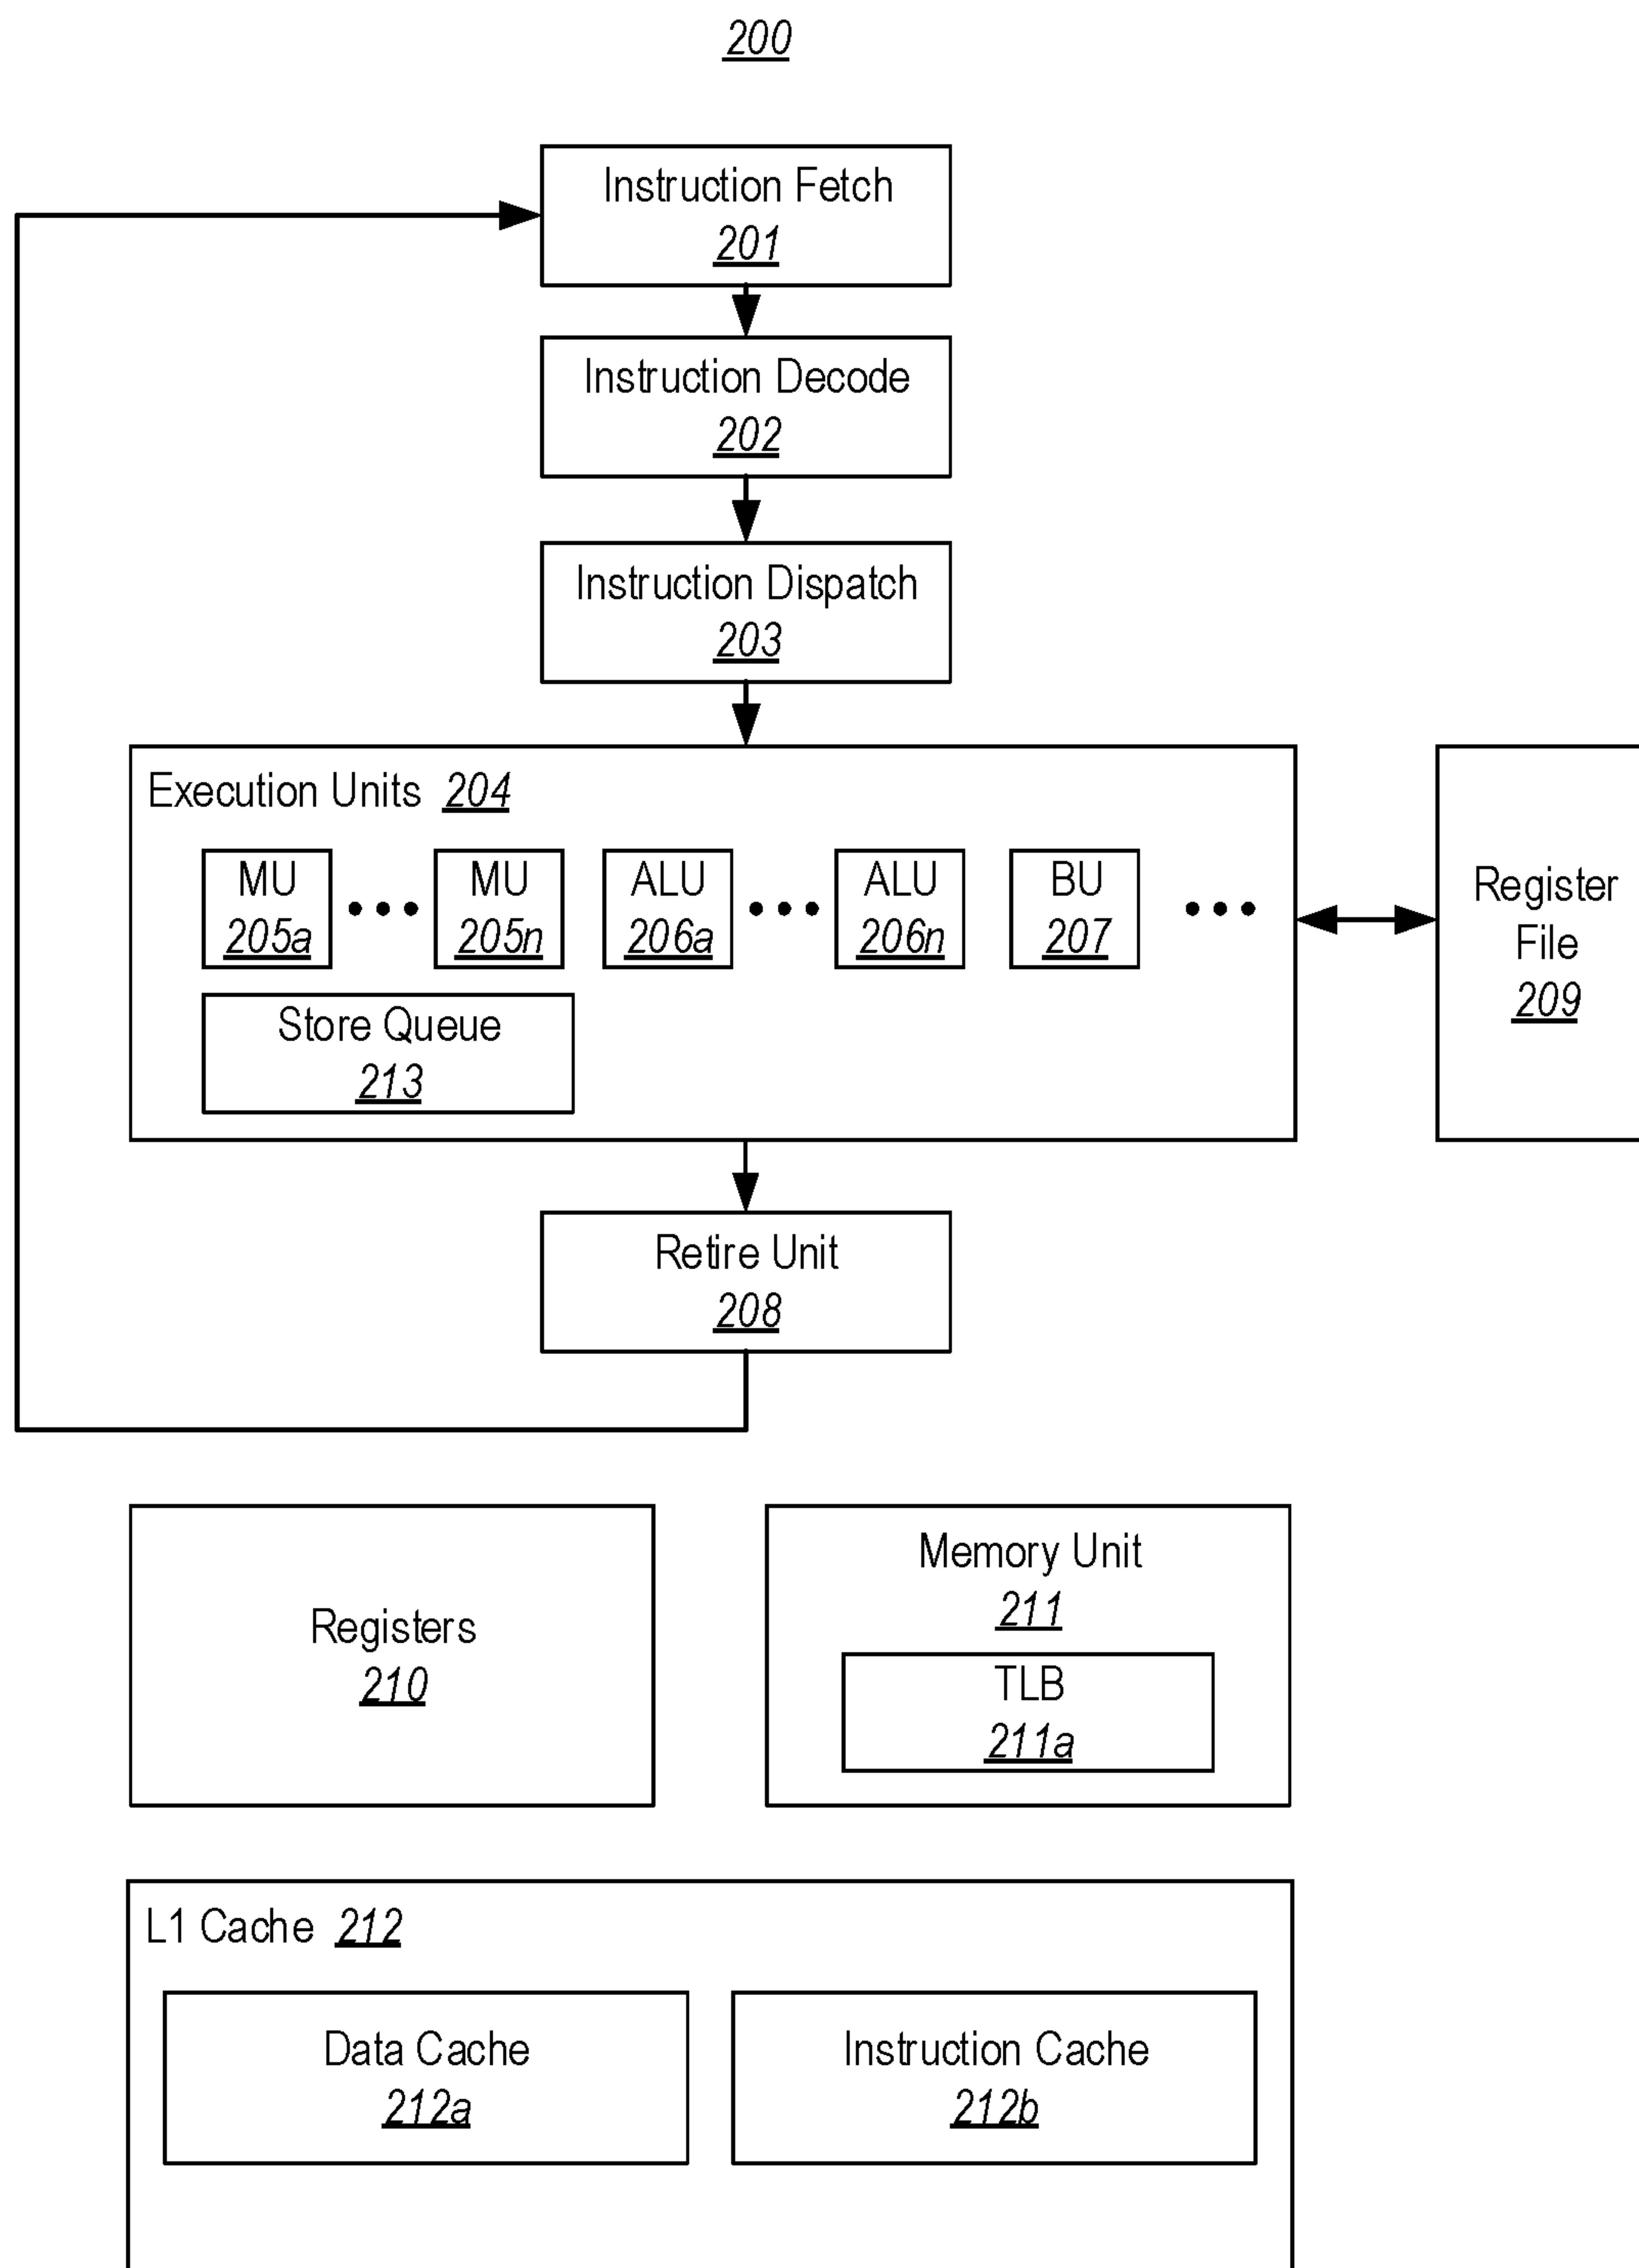 200
Instruction Fetch
201
Instruction Decode
202
Instruction Dispatch
203
Execution Units 204
MU
205a
MU
205n
ALU
206a
ALU
206n
BU
207
Store Queue
213
Register
File
209
Retire Unit
208
Registers
210
Memory Unit
211
TLB
211a
L1 Cache 212
Data Cache
212a
Instruction Cache
212b